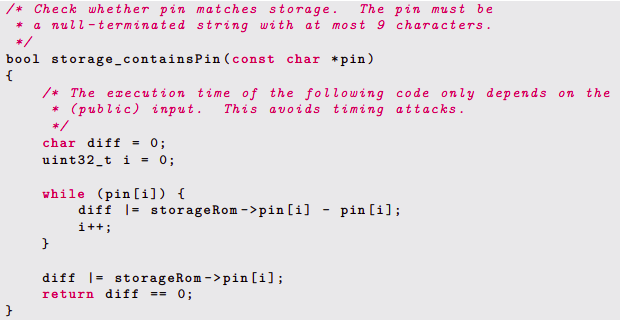 /* Check whether pin matches storage.  The pin must be
 * a null-terminated string with at most 9 characters.
 */
bool storage_containsPin(const char *pin)
{
    /* The execution time of the following code only depends on the
     * (public) input.  This avoids timing attacks.
     */
    char diff = 0;
    uint32_t i = 0;

    while (pin[i]) {
        diff |= storageRom->pin[i] - pin[i];
        i++;
    }

    diff |= storageRom->pin[i];
    return diff == 0;
}